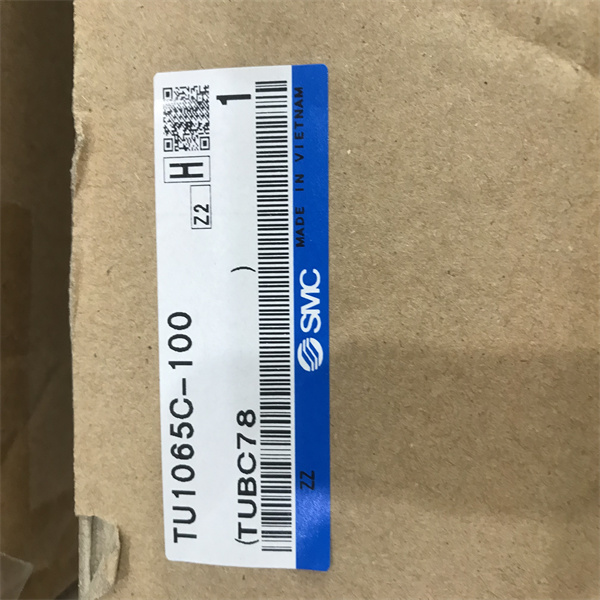 TU1065C-100
Z2
H
(TUBC78 )
1
ZZ
SMC
MADE IN VIETNAM